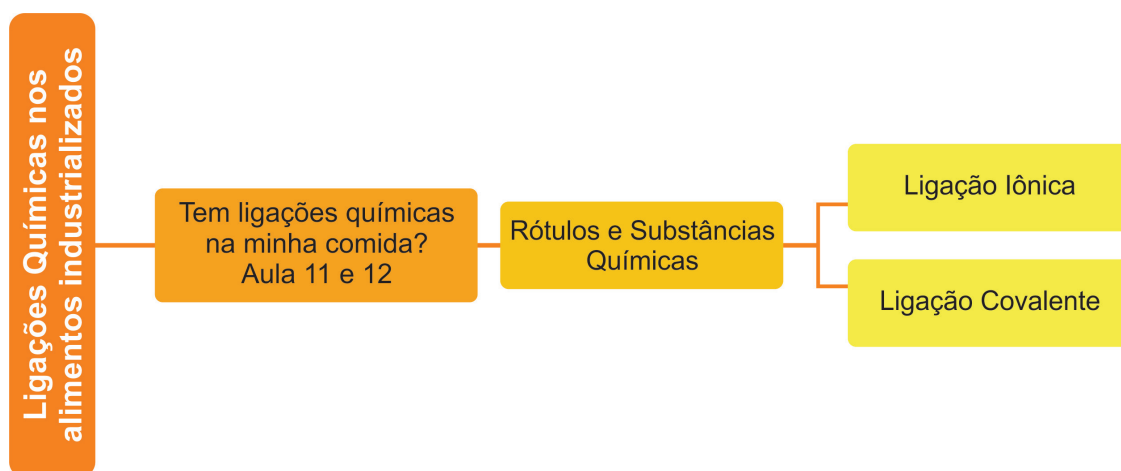 Ligações Químicas nos
alimentos industrializados
Tem ligações químicas
na minha comida?
Aula 11 e 12
Rótulos e Substâncias
Químicas
Ligação Iônica
Ligação Covalente